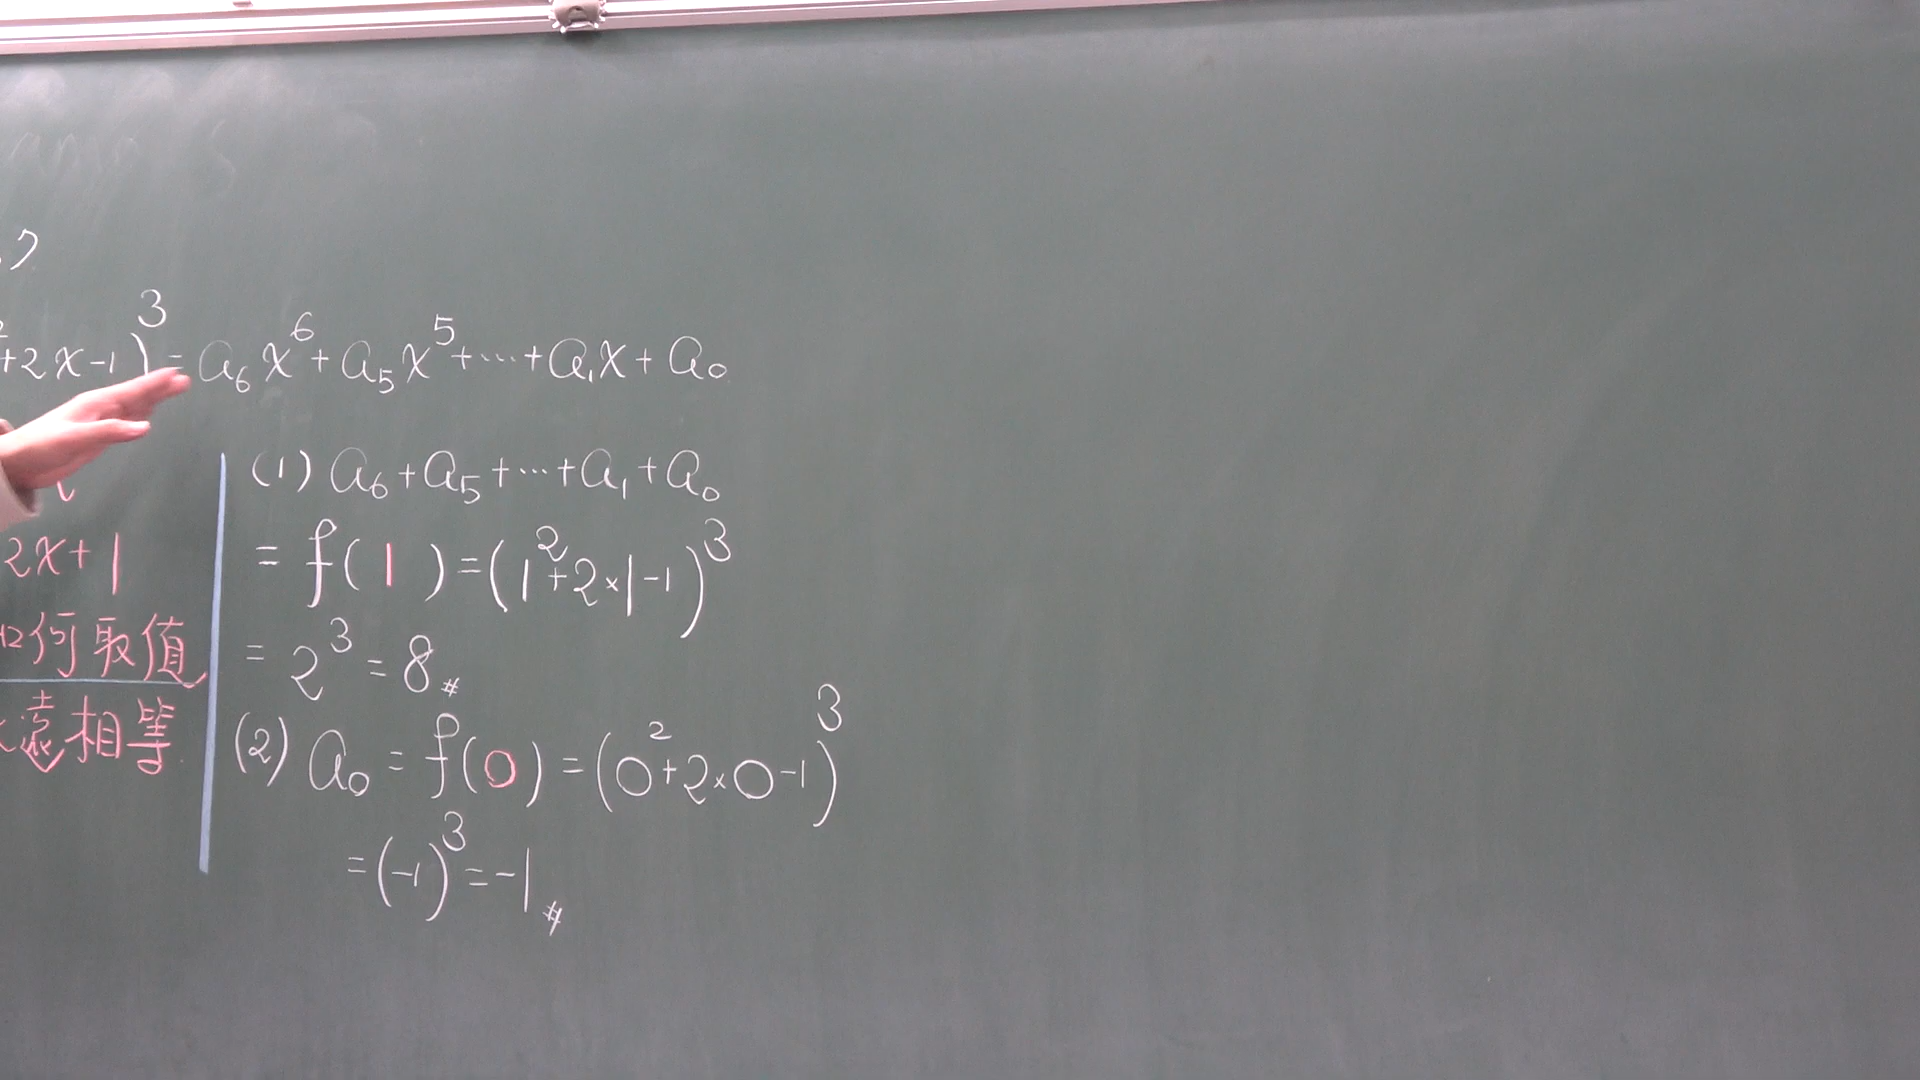 +2x-1)³ = a₆x⁶ + a₅x⁵ + ⋯ + a₁x + a₀
2x+1
何取值
遠相等
(1) a₆ + a₅ + ⋯ + a₁ + a₀
= f(1) = (1²+2×1-1)³
= 2³ = 8 #
(2) a₀ = f(0) = (0²+2×0-1)³
= (-1)³ = -1 #